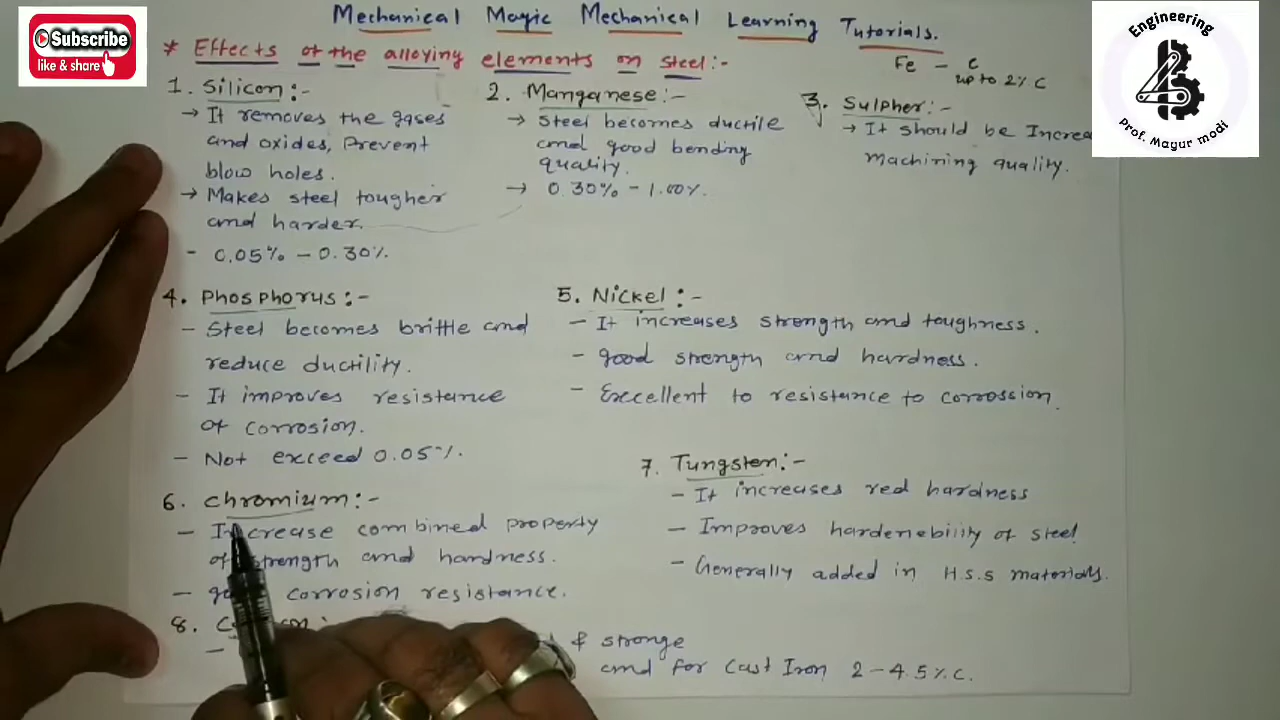 Mechanical Magic Mechanical Learning Tutorials.
* Effects of the alloying elements on Steel:-
Fe - C
up to 2% C
1. Silicon:-
→ It removes the gases
and oxides, Prevent
blow holes.
→ Makes steel tougher
and harder.
- 0.05% - 0.30%
2. Manganese:-
→ Steel becomes ductile
and good bending
quality.
→ 0.30% - 1.00%
3. Sulpher:-
→ It should be
Machining quality.
4. Phosphorus:-
- Steel becomes brittle and
reduce ductility.
- It improves resistance
of corrosion.
- Not exceed 0.05%.
5. Nickel:-
- It increases strength and toughness.
- good strength and hardness.
- Excellent to resistance to corrossion.
6. Chromium:-
- Increase combined property
of strength and hardness.
- corrosion resistance.
7. Tungsten:-
- It increases red hardness
- Improves hardenebility of steel
- Generally added in H.S.S materials.
8.
-
& stronge
and for Cast Iron 2-4.5% C.
Subscribe
like & share
Engineering
Prof. Mayur modi